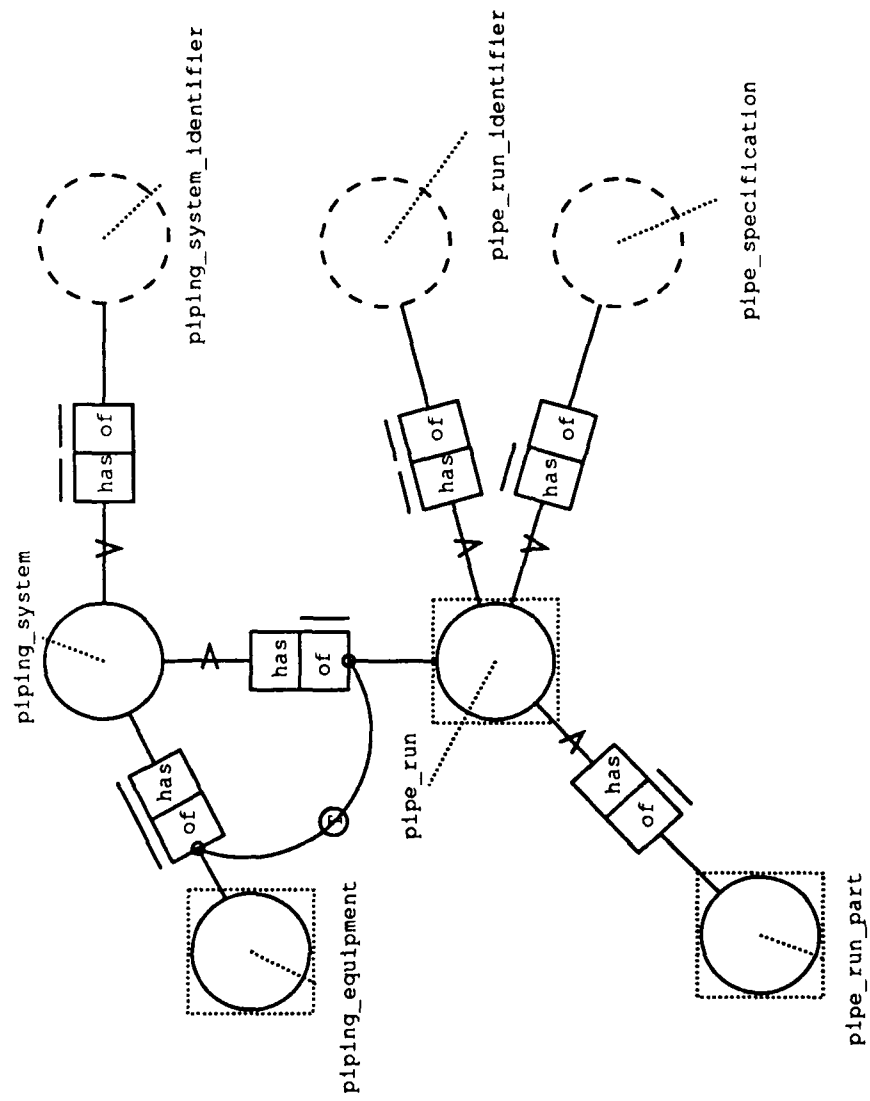 piping_system_identifier
pipe_run_identifier
pipe_specification
has of
has of
has of
piping_system
has
of
pipe_run
has
of
piping_equipment
has
of
pipe_run_part